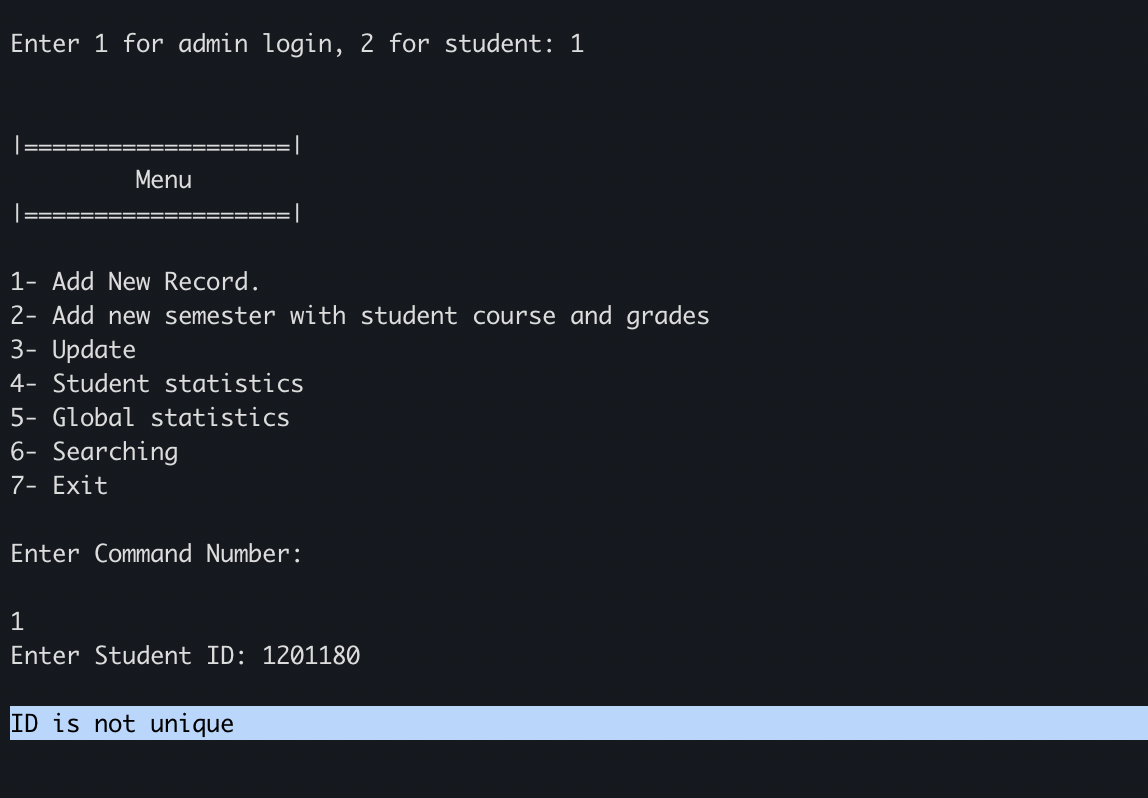 Enter 1 for admin login, 2 for student: 1
|===================|
Menu
|===================|
1- Add New Record.
2- Add new semester with student course and grades
3- Update
4- Student statistics
5- Global statistics
6- Searching
7- Exit
Enter Command Number:
1
Enter Student ID: 1201180
ID is not unique